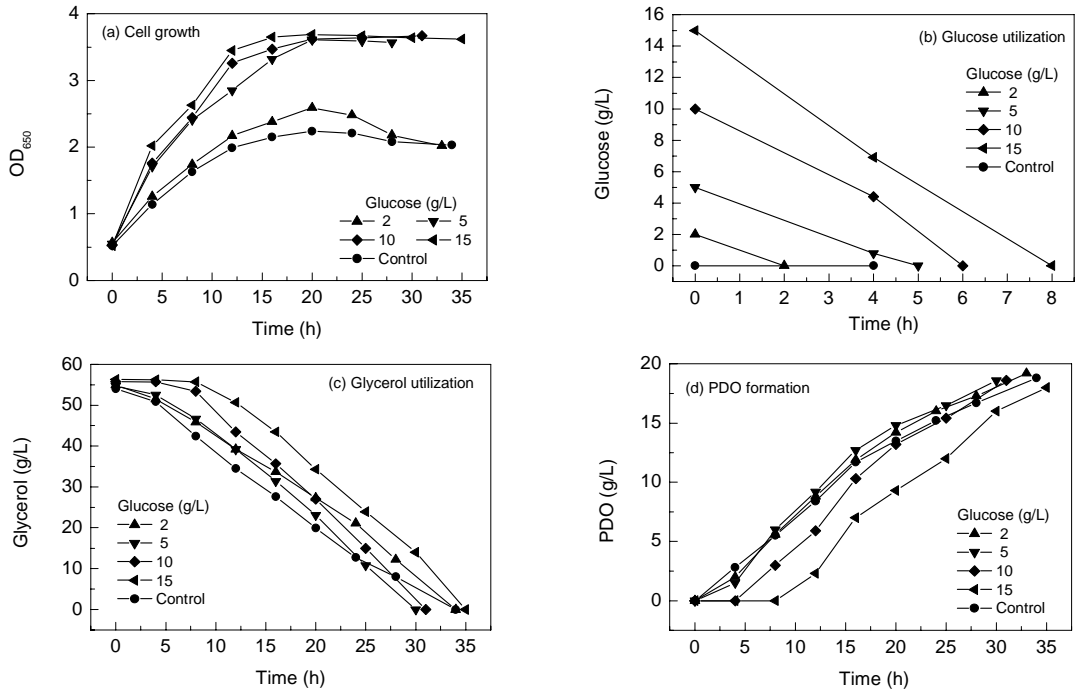 (a) Cell growth
4
3
2
1
0
OD650
Glucose (g/L)
2 5
10 15
Control
0 5 10 15 20 25 30 35
Time (h)
(b) Glucose utilization
16
14
12
10
8
6
4
2
0
Glucose (g/L)
Glucose (g/L)
2
5
10
15
Control
0 1 2 3 4 5 6 7 8
Time (h)
(c) Glycerol utilization
60
50
40
30
20
10
0
Glycerol (g/L)
Glucose (g/L)
2
5
10
15
Control
0 5 10 15 20 25 30 35
Time (h)
(d) PDO formation
20
15
10
5
0
PDO (g/L)
Glucose (g/L)
2
5
10
15
Control
0 5 10 15 20 25 30 35
Time (h)